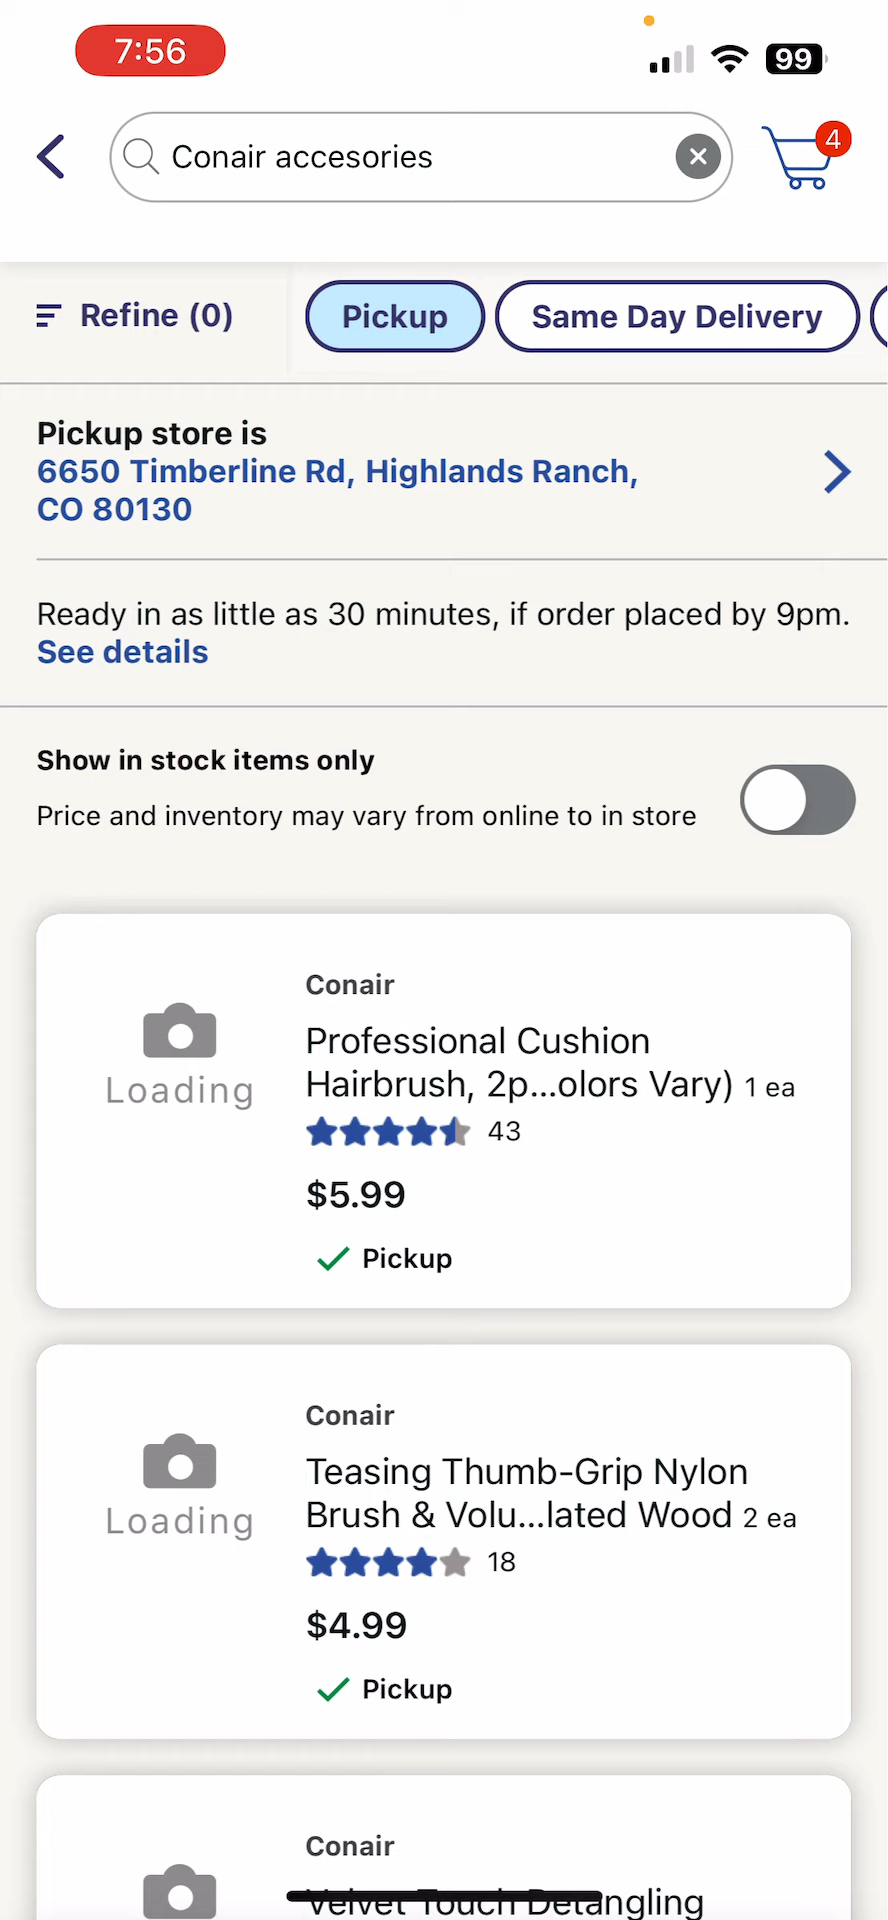 7:56
99
Conair accesories
4
Refine (0)
Pickup
Same Day Delivery
Pickup store is
6650 Timberline Rd, Highlands Ranch,
CO 80130
Ready in as little as 30 minutes, if order placed by 9pm.
See details
Show in stock items only
Price and inventory may vary from online to in store
Conair
Loading
Professional Cushion
Hairbrush, 2p...olors Vary) 1 ea
43
$5.99
Pickup
Conair
Loading
Teasing Thumb-Grip Nylon
Brush & Volu...lated Wood 2 ea
18
$4.99
Pickup
Conair
Velvet Touch Detangling